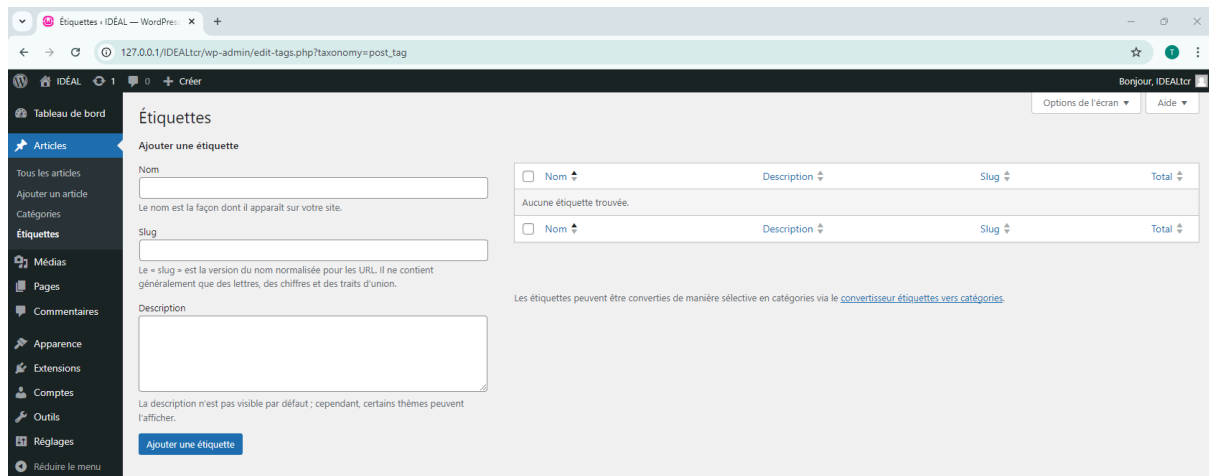 Étiquettes ‹ IDÉAL — WordPres
127.0.0.1/IDEALtcr/wp-admin/edit-tags.php?taxonomy=post_tag
T
IDÉAL 1 0 + Créer
Bonjour, IDEALtcr
Options de l'écran ▼ Aide ▼
Tableau de bord
Articles
Tous les articles
Ajouter un article
Catégories
Étiquettes
Médias
Pages
Commentaires
Apparence
Extensions
Comptes
Outils
Réglages
Réduire le menu
Étiquettes
Ajouter une étiquette
Nom
Le nom est la façon dont il apparaît sur votre site.
Slug
Le « slug » est la version du nom normalisée pour les URL. Il ne contient
généralement que des lettres, des chiffres et des traits d'union.
Description
La description n'est pas visible par défaut ; cependant, certains thèmes peuvent
l'afficher.
Ajouter une étiquette
Nom Description Slug Total
Aucune étiquette trouvée.
Nom Description Slug Total
Les étiquettes peuvent être converties de manière sélective en catégories via le convertisseur étiquettes vers catégories.